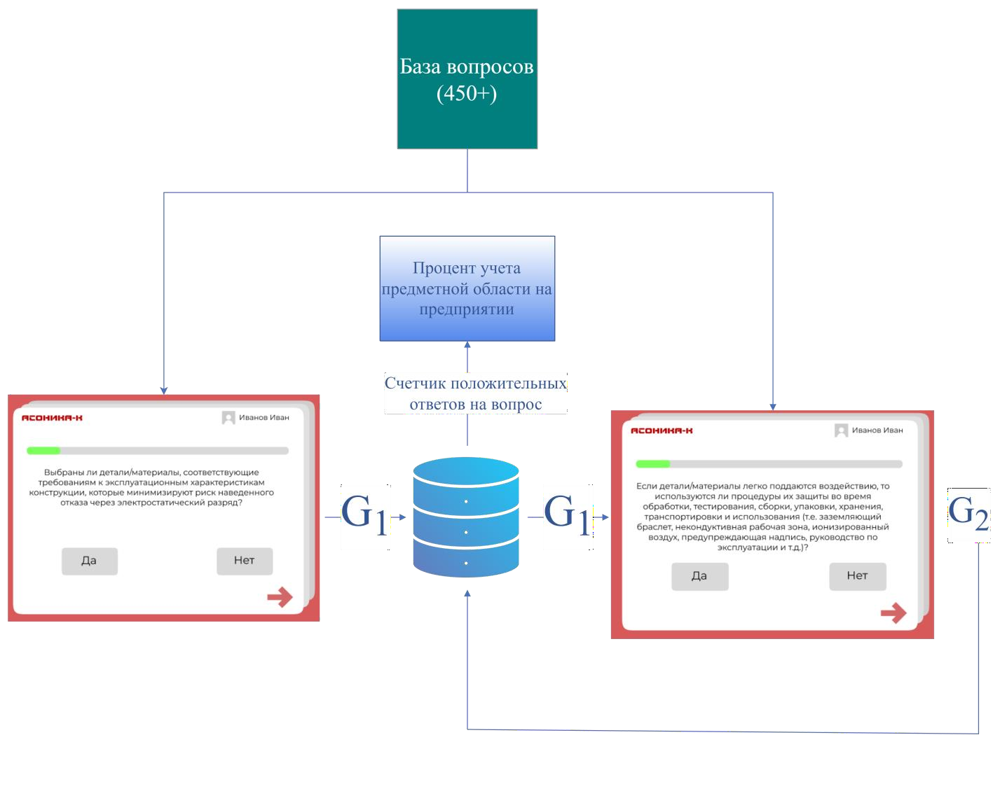 База вопросов
(450+)
Процент учета
предметной области на
предприятии
Счетчик положительных
ответов на вопрос
АСОНИКА-К
Иванов Иван
Выбраны ли детали/материалы, соответствующие
требованиям к эксплуатационным характеристикам
конструкции, которые минимизируют риск наведенного
отказа через электростатический разряд?
Да
Нет
G1
G1
АСОНИКА-К
Иванов Иван
Если детали/материалы легко поддаются воздействию, то
используются ли процедуры их защиты во время
обработки, тестирования, сборки, упаковки, хранения,
транспортировки и использования (т.е. заземляющий
браслет, некондуктивная рабочая зона, ионизированный
воздух, предупреждающая надпись, руководство по
эксплуатации и т.д.)?
Да
Нет
G2